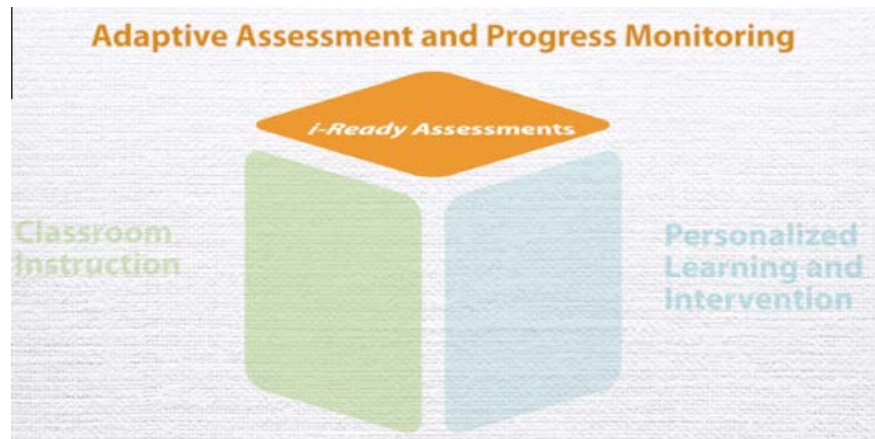 Adaptive Assessment and Progress Monitoring
i-Ready Assessments
Classroom
Instruction
Personalized
Learning and
Intervention